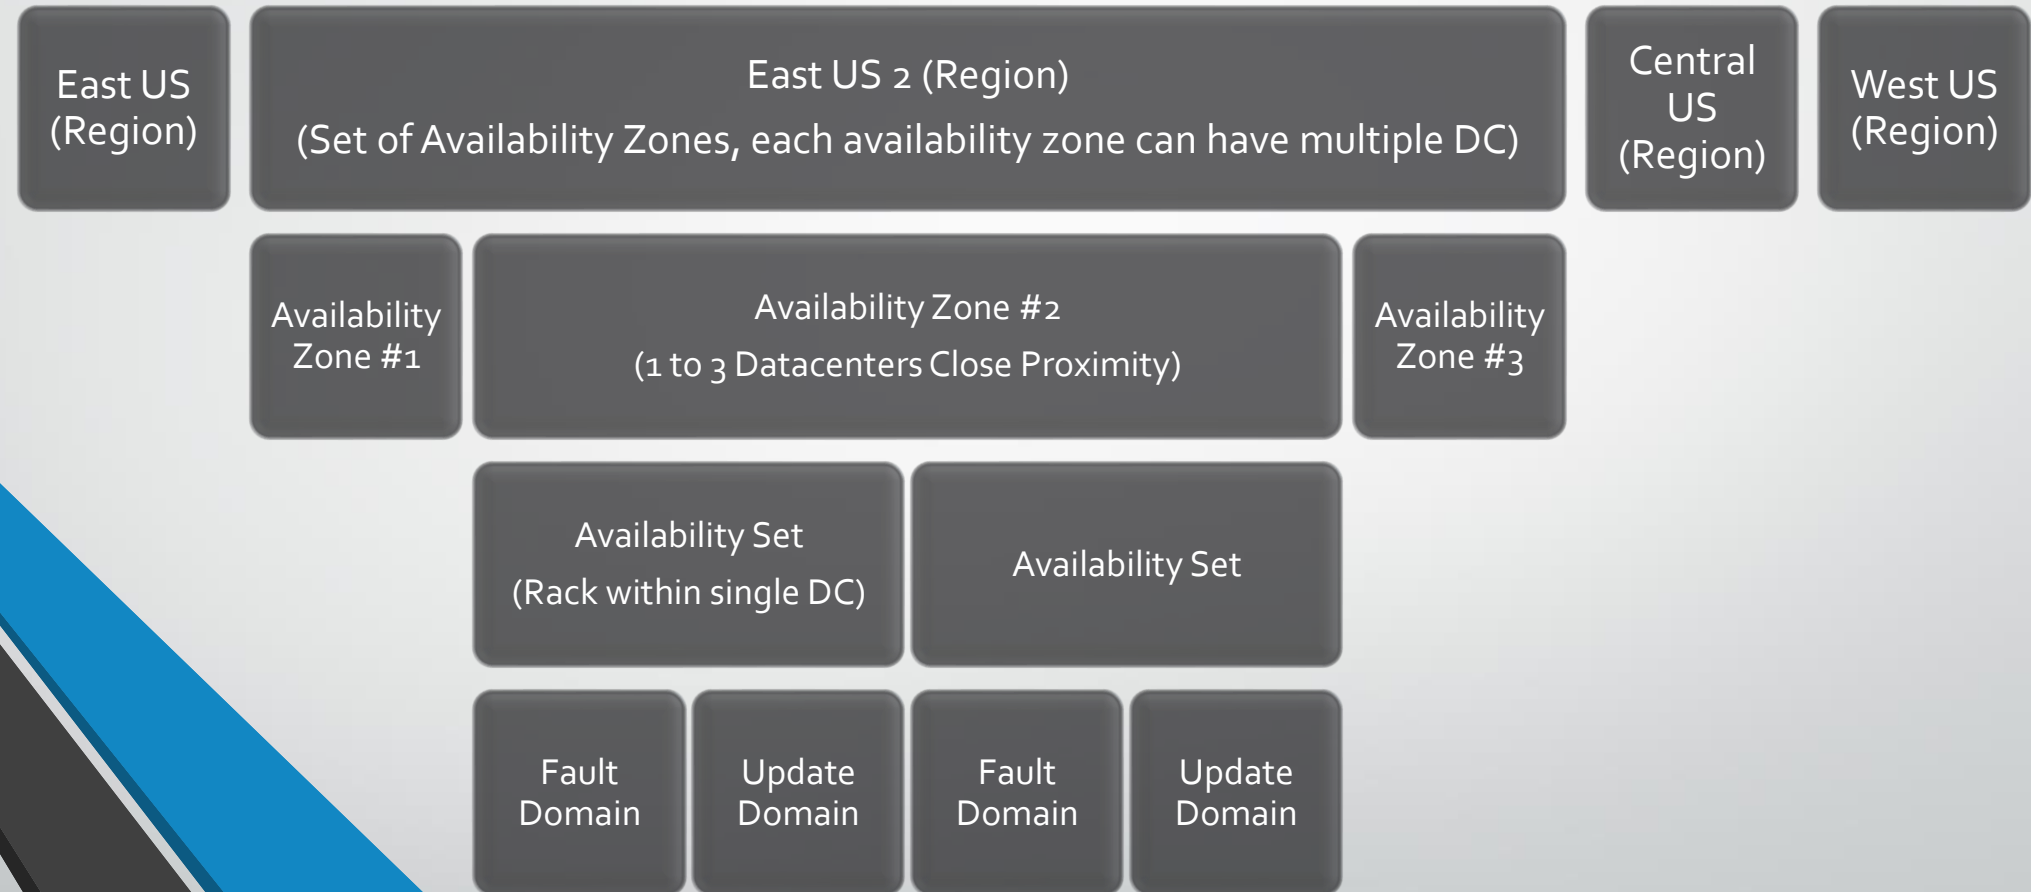 East US
(Region)
East US 2 (Region)
(Set of Availability Zones, each availability zone can have multiple DC)
Central
US
(Region)
West US
(Region)
Availability
Zone #1
Availability Zone #2
(1 to 3 Datacenters Close Proximity)
Availability
Zone #3
Availability Set
(Rack within single DC)
Availability Set
Fault
Domain
Update
Domain
Fault
Domain
Update
Domain